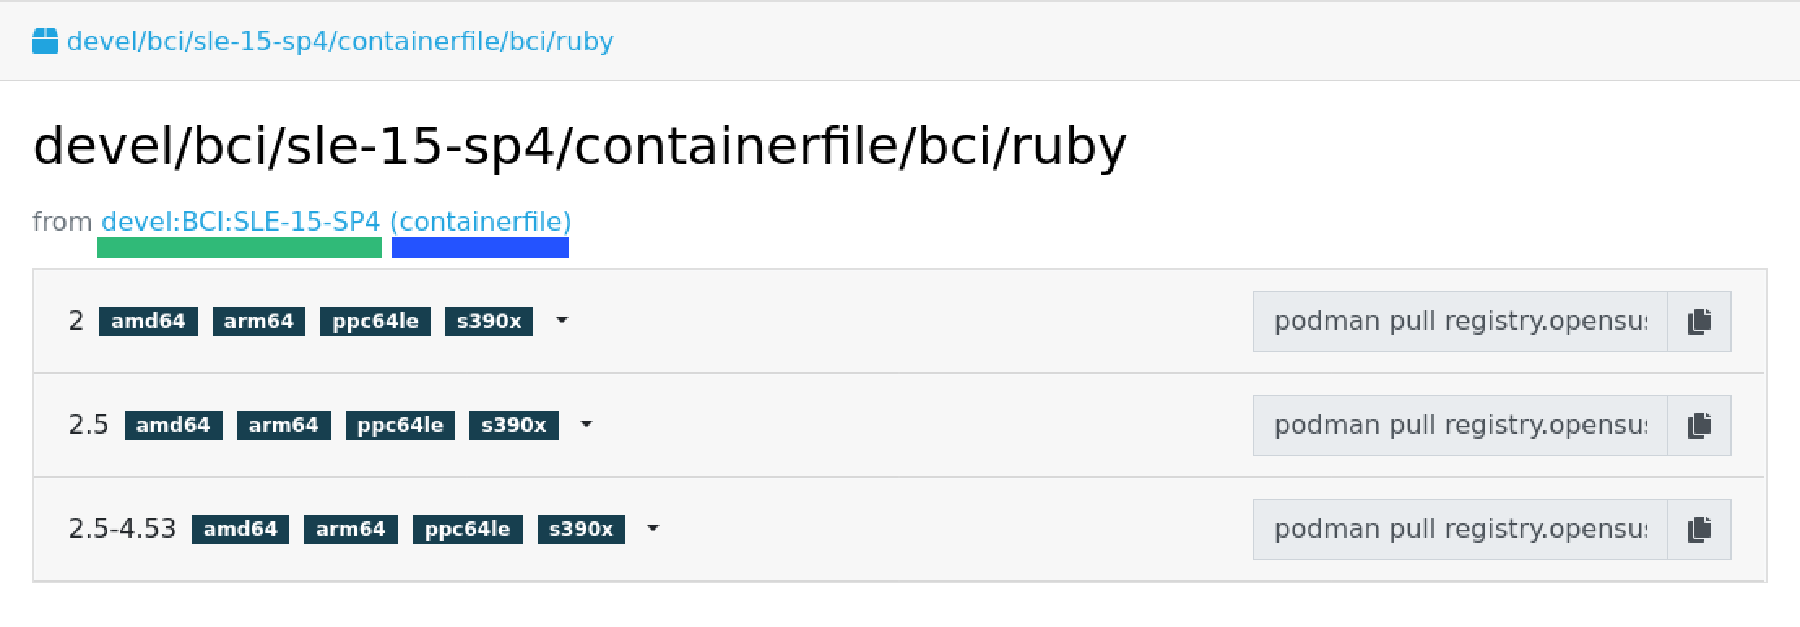 devel/bci/sle-15-sp4/containerfile/bci/ruby
devel/bci/sle-15-sp4/containerfile/bci/ruby
from devel:BCI:SLE-15-SP4 (containerfile)
2 amd64 arm64 ppc64le s390x podman pull registry.opensu
2.5 amd64 arm64 ppc64le s390x podman pull registry.opensu
2.5-4.53 amd64 arm64 ppc64le s390x podman pull registry.opensu